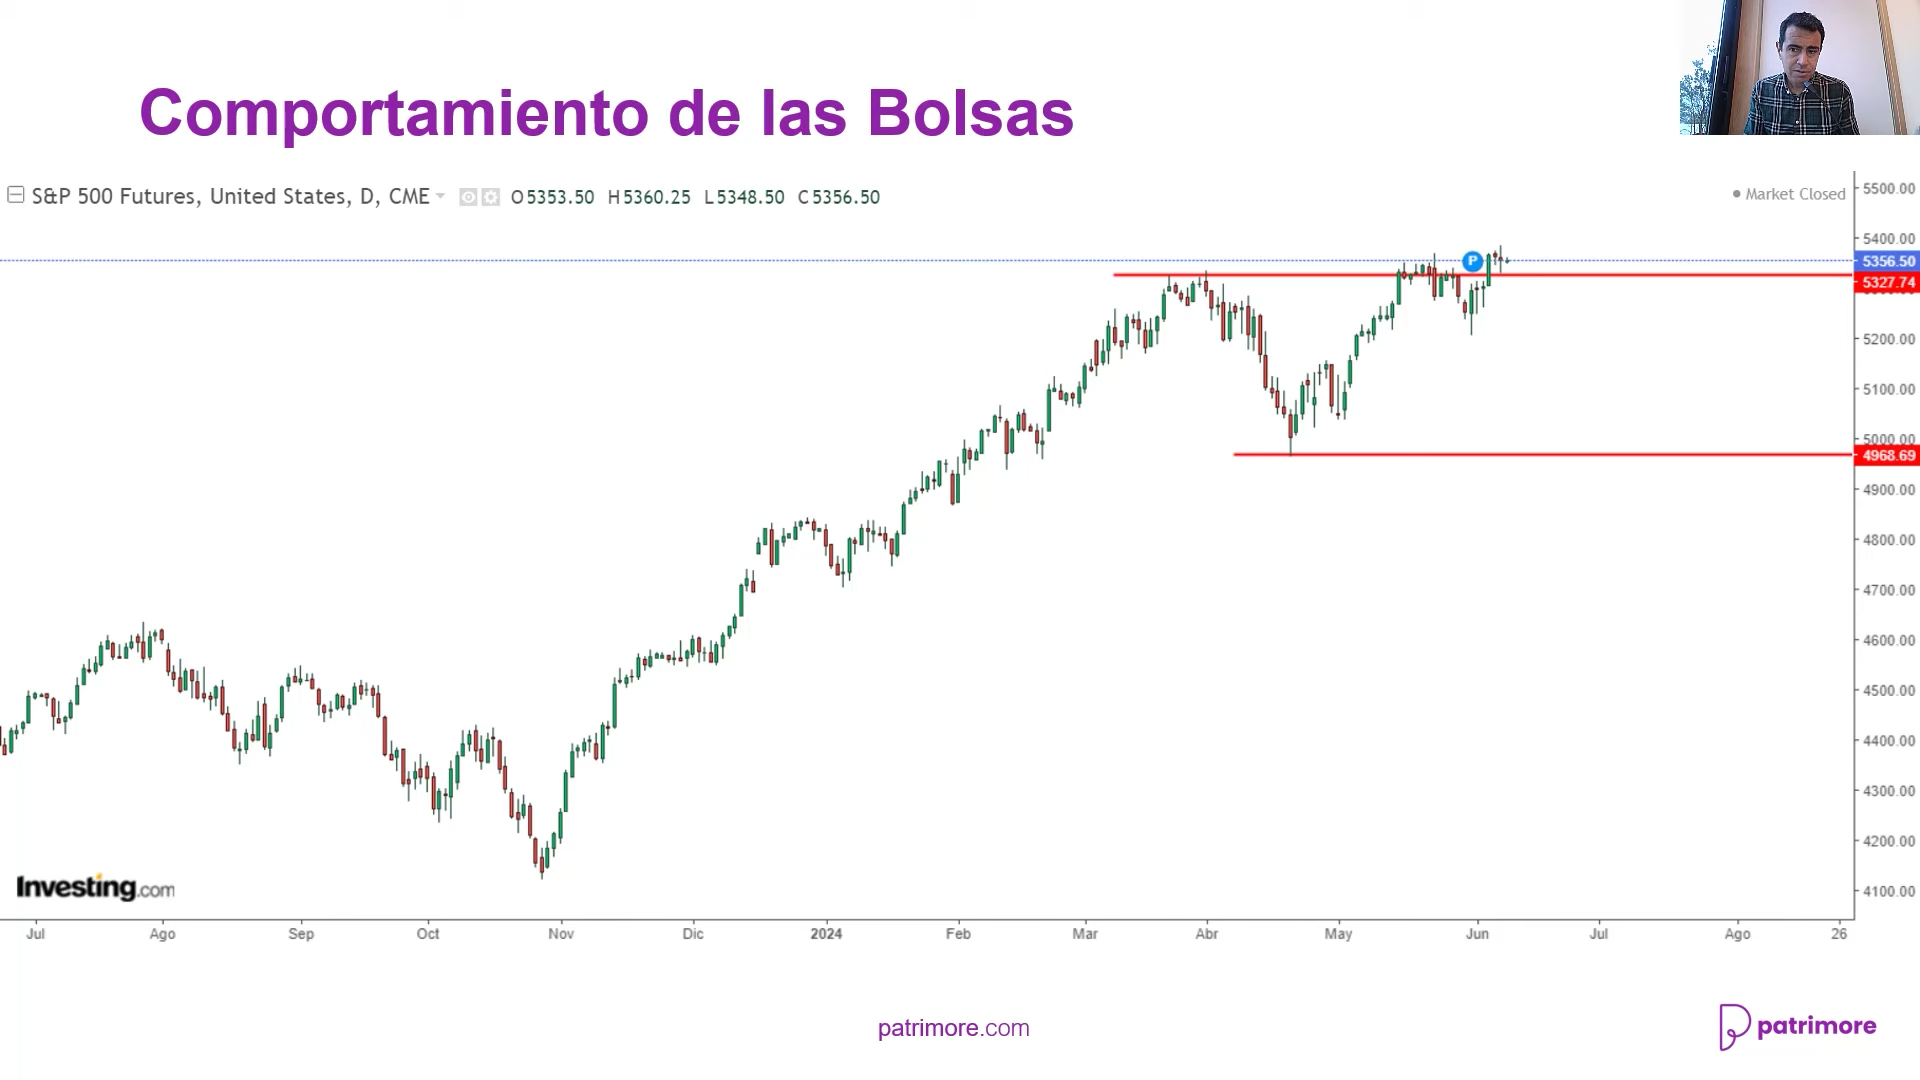 Comportamiento de las Bolsas
S&P 500 Futures, United States, D, CME O5353.50 H5360.25 L5348.50 C5356.50
Market Closed
5500.00
5400.00
P
5356.50
5327.74
5200.00
5100.00
5000.00
4968.69
4900.00
4800.00
4700.00
4600.00
4500.00
4400.00
4300.00
4200.00
4100.00
Investing.com
Jul Ago Sep Oct Nov Dic 2024 Feb Mar Abr May Jun Jul Ago 26
patrimore.com
patrimore